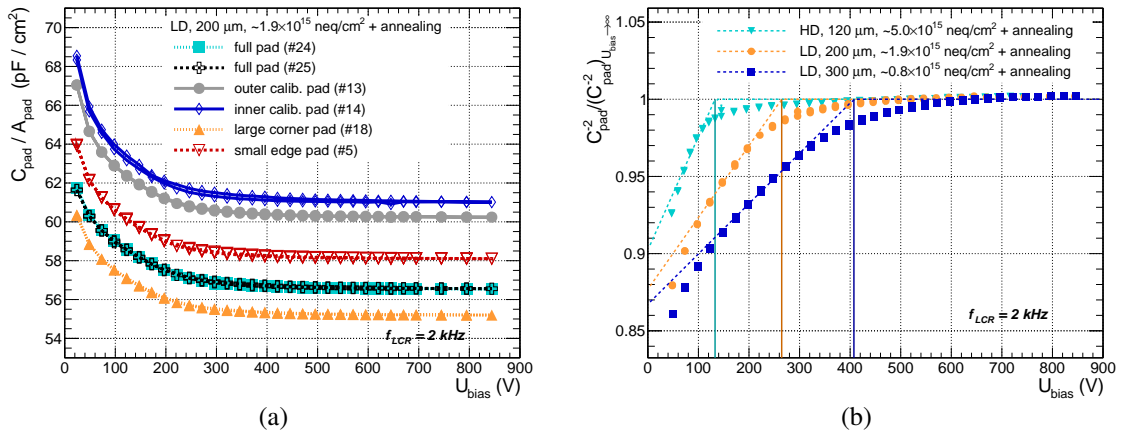 C_pad / A_pad (pF / cm²)
70
68
66
64
62
60
58
56
54
LD, 200 μm, ~1.9×10¹⁵ neq/cm² + annealing
full pad (#24)
full pad (#25)
outer calib. pad (#13)
inner calib. pad (#14)
large corner pad (#18)
small edge pad (#5)
f_LCR = 2 kHz
0 100 200 300 400 500 600 700 800 900
U_bias (V)
(a)
C_pad⁻²/(C_pad⁻²)_{U_bias→∞}
1.05
1
0.95
0.9
0.85
HD, 120 μm, ~5.0×10¹⁵ neq/cm² + annealing
LD, 200 μm, ~1.9×10¹⁵ neq/cm² + annealing
LD, 300 μm, ~0.8×10¹⁵ neq/cm² + annealing
f_LCR = 2 kHz
0 100 200 300 400 500 600 700 800 900
U_bias (V)
(b)